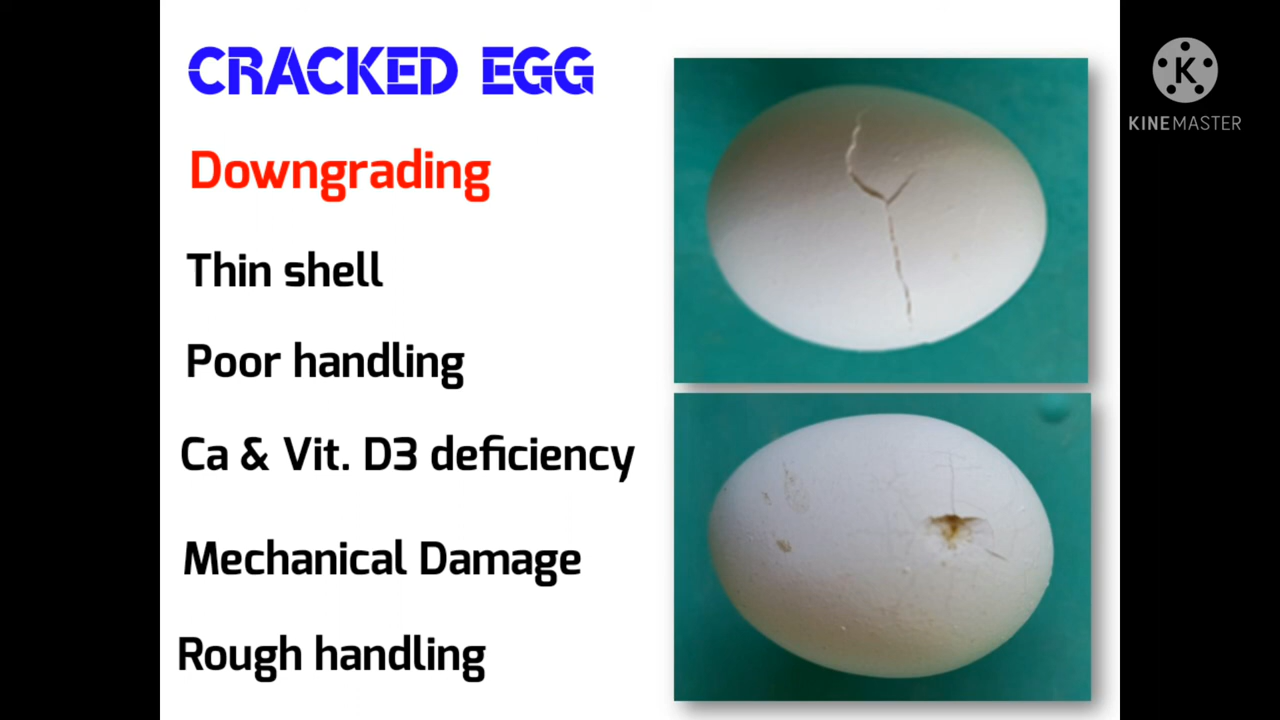 CRACKED EGG
Downgrading
Thin shell
Poor handling
Ca & Vit. D3 deficiency
Mechanical Damage
Rough handling
K
KINEMASTER